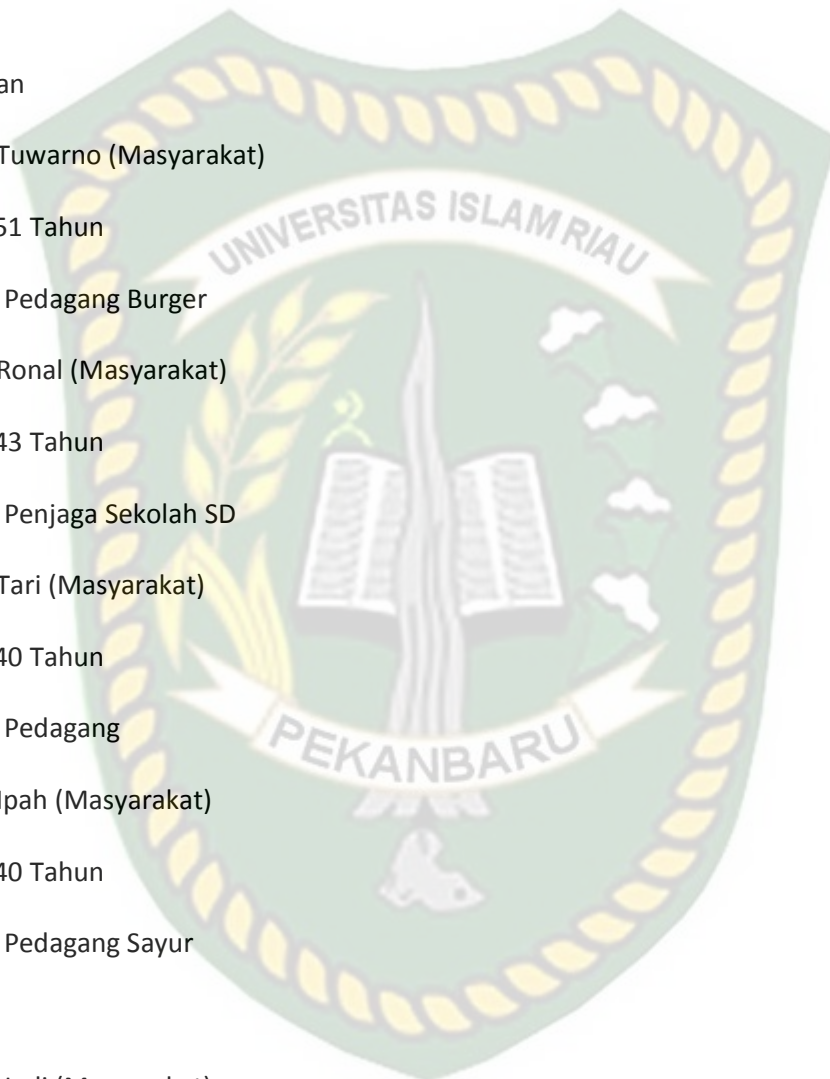 an
Tuwarno (Masyarakat)
51 Tahun
UNIVERSITAS ISLAM RIAU
Pedagang Burger
Ronal (Masyarakat)
43 Tahun
Penjaga Sekolah SD
Tari (Masyarakat)
40 Tahun
Pedagang
PEKANBARU
Ipah (Masyarakat)
40 Tahun
Pedagang Sayur